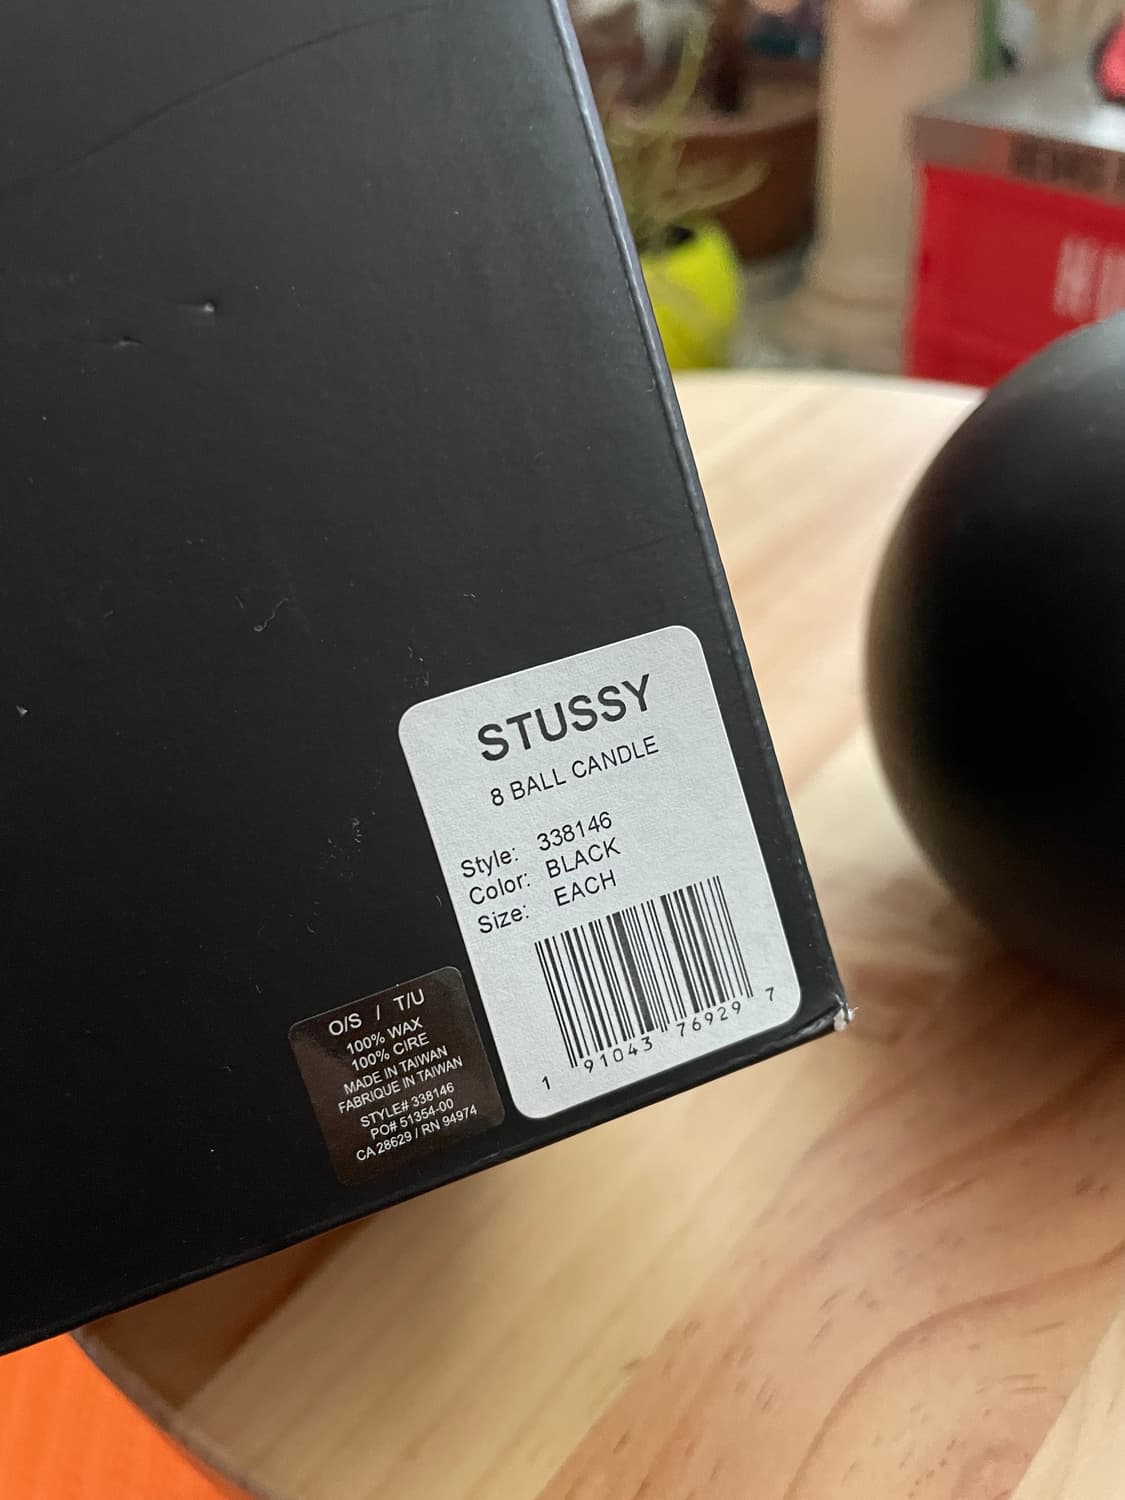 STUSSY
8 BALL CANDLE
Style: 338146
Color: BLACK
Size: EACH
1 91043 76929 7
O/S / T/U
100% WAX
100% CIRE
MADE IN TAIWAN
FABRIQUE IN TAIWAN
STYLE# 338146
PO# 51354-00
CA 28629 / RN 94974